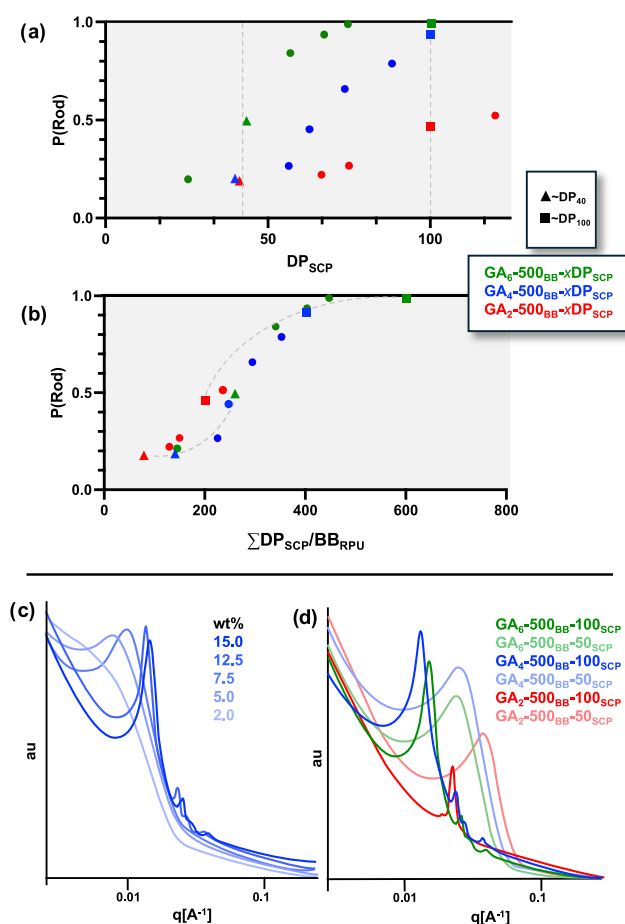 (a)
P(Rod)
1.0
0.5
0.0
50
100
DP_SCP
▲~DP_40
■~DP_100
GA_6-500_BB-xDP_SCP
GA_4-500_BB-xDP_SCP
GA_2-500_BB-xDP_SCP
(b)
P(Rod)
1.0
0.5
0.0
0
200
400
600
800
∑DP_SCP/BB_RPU
(c)
wt%
15.0
12.5
7.5
5.0
2.0
au
0.01
0.1
q[A⁻¹]
(d)
GA_6-500_BB-100_SCP
GA_6-500_BB-50_SCP
GA_4-500_BB-100_SCP
GA_4-500_BB-50_SCP
GA_2-500_BB-100_SCP
GA_2-500_BB-50_SCP
au
0.01
0.1
q[A⁻¹]